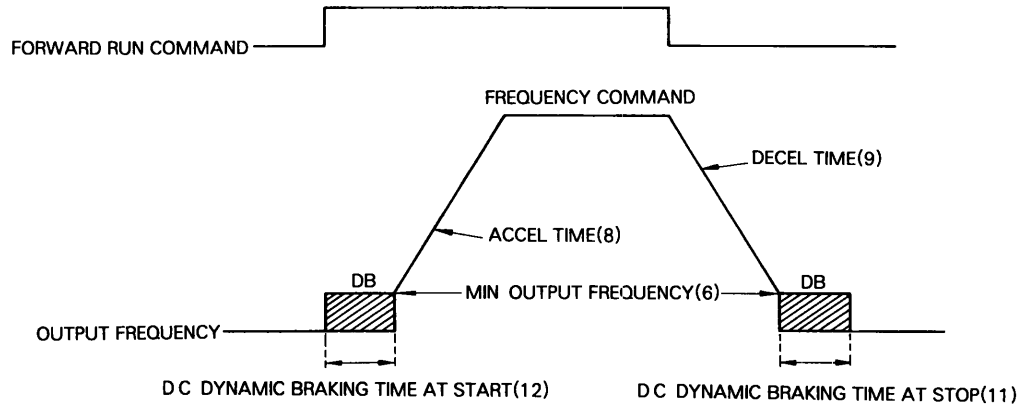 FORWARD RUN COMMAND
FREQUENCY COMMAND
DECEL TIME(9)
ACCEL TIME(8)
DB
MIN OUTPUT FREQUENCY(6)
DB
OUTPUT FREQUENCY
DC DYNAMIC BRAKING TIME AT START(12)
DC DYNAMIC BRAKING TIME AT STOP(11)